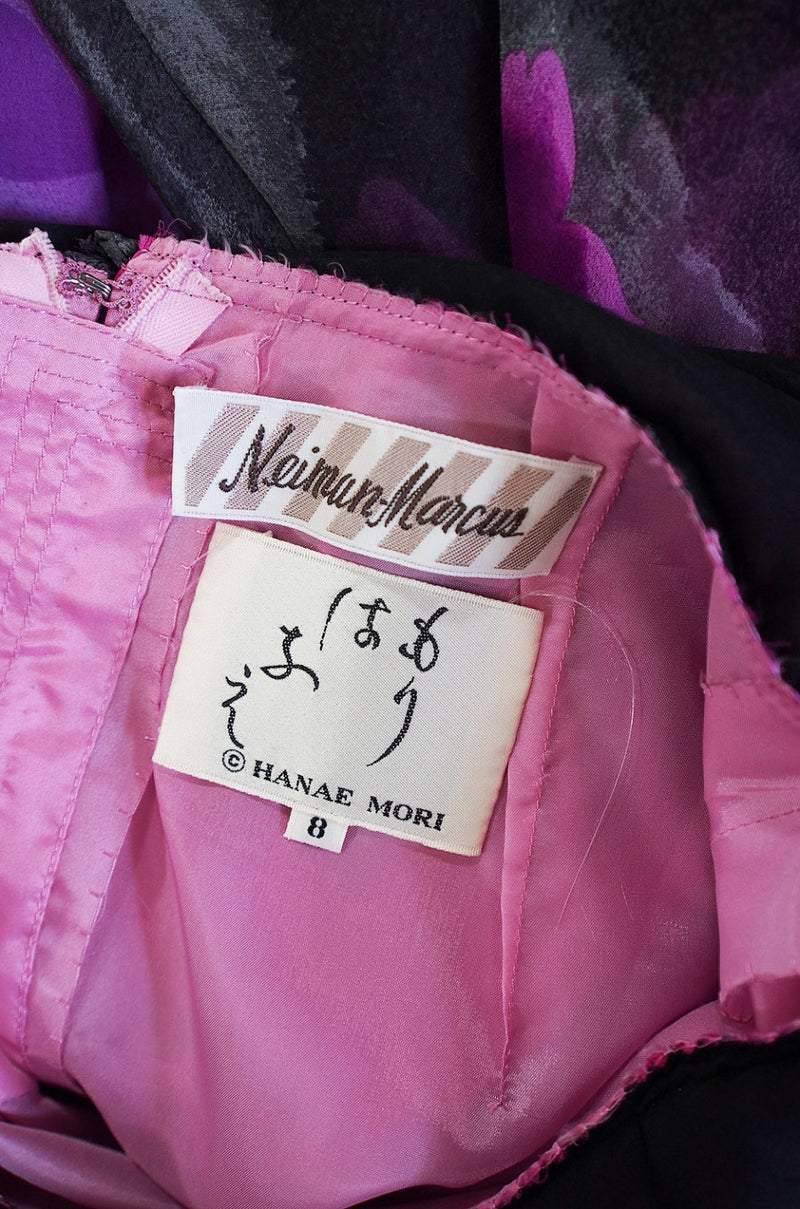 Neiman-Marcus
もり
はなえ
© HANAE MORI
8